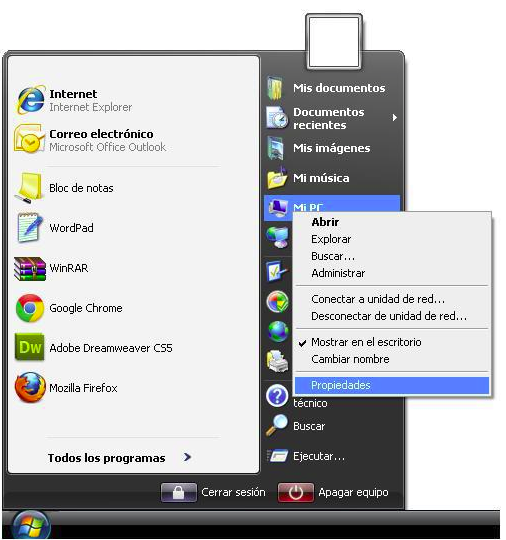 Internet
Internet Explorer
Correo electrónico
Microsoft Office Outlook
Bloc de notas
WordPad
WinRAR
Google Chrome
Dw
Adobe Dreamweaver CS5
Mozilla Firefox
Todos los programas
Mis documentos
Documentos
recientes
Mis imágenes
Mi música
Mi PC
Abrir
Explorar
Buscar...
Administrar
Conectar a unidad de red...
Desconectar de unidad de red...
Mostrar en el escritorio
Cambiar nombre
Propiedades
técnico
Buscar
Ejecutar...
Cerrar sesión
Apagar equipo